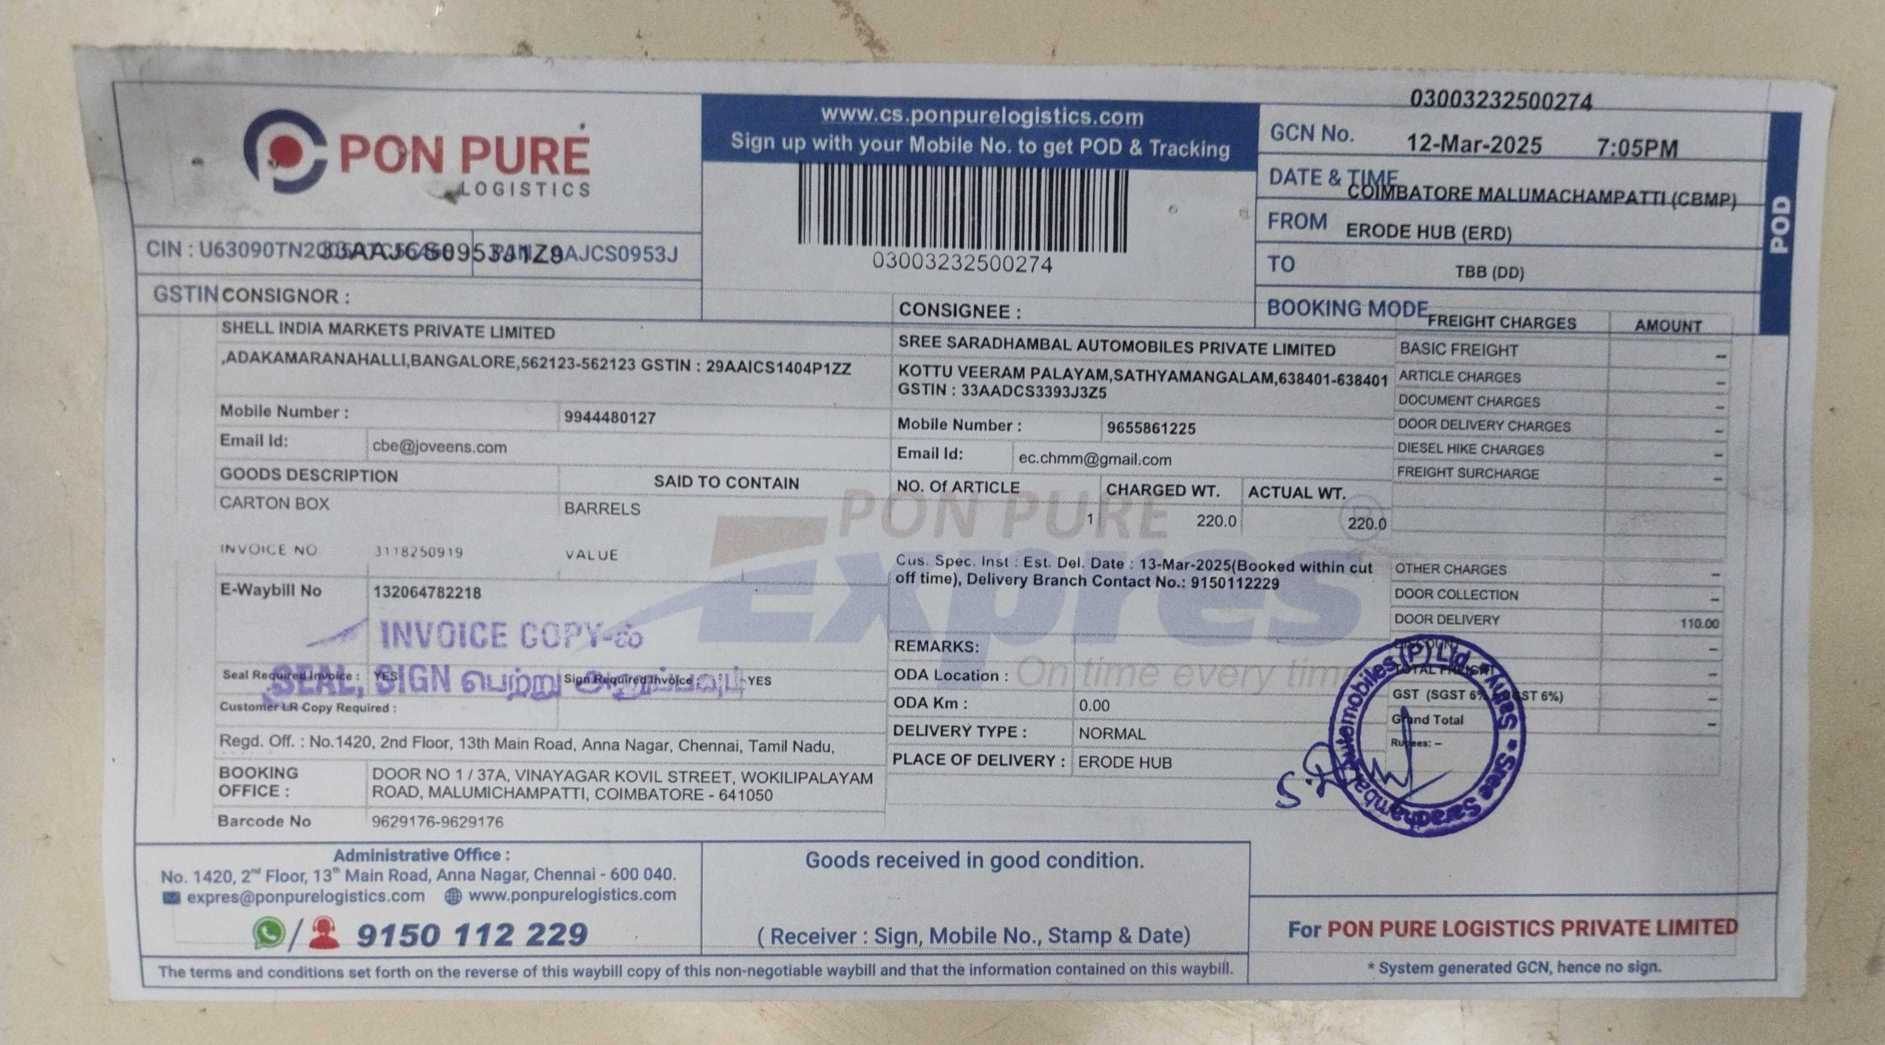 PON PURE
LOGISTICS
www.cs.ponpurelogistics.com
Sign up with your Mobile No. to get POD & Tracking
03003232500274
03003232500274
GCN No.
12-Mar-2025 7:05PM
DATE & TIME
COIMBATORE MALUMACHAMPATTI (CBMP)
FROM
ERODE HUB (ERD)
TO
TBB (DD)
BOOKING MODE
POD
CIN : 33AAJCS0953J1Z9
GSTIN
CONSIGNOR :
SHELL INDIA MARKETS PRIVATE LIMITED
,ADAKAMARANAHALLI,BANGALORE,562123-562123 GSTIN : 29AAICS1404P1ZZ
Mobile Number : 9944480127
Email Id: cbe@joveens.com
GOODS DESCRIPTION SAID TO CONTAIN
CARTON BOX BARRELS
INVOICE NO 3118250919 VALUE
E-Waybill No 132064782218
INVOICE COPY-ல்
SEAL, SIGN பெற்று அனுப்பவும்
Seal Required Invoice : YES Sign Required Invoice : YES
Customer LR Copy Required :
Regd. Off. : No.1420, 2nd Floor, 13th Main Road, Anna Nagar, Chennai, Tamil Nadu,
BOOKING OFFICE : DOOR NO 1 / 37A, VINAYAGAR KOVIL STREET, WOKILIPALAYAM
ROAD, MALUMICHAMPATTI, COIMBATORE - 641050
Barcode No 9629176-9629176
CONSIGNEE :
SREE SARADHAMBAL AUTOMOBILES PRIVATE LIMITED
KOTTU VEERAM PALAYAM,SATHYAMANGALAM,638401-638401
GSTIN : 33AADCS3393J3Z5
Mobile Number : 9655861225
Email Id: ec.chmm@gmail.com
NO. Of ARTICLE CHARGED WT. ACTUAL WT.
1 220.0 220.0
PON PURE
Expres
On time every time
Cus. Spec. Inst : Est. Del. Date : 13-Mar-2025(Booked within cut
off time), Delivery Branch Contact No.: 9150112229
REMARKS:
ODA Location :
ODA Km : 0.00
DELIVERY TYPE : NORMAL
PLACE OF DELIVERY : ERODE HUB
FREIGHT CHARGES AMOUNT
BASIC FREIGHT –
ARTICLE CHARGES –
DOCUMENT CHARGES –
DOOR DELIVERY CHARGES –
DIESEL HIKE CHARGES –
FREIGHT SURCHARGE –
OTHER CHARGES –
DOOR COLLECTION –
DOOR DELIVERY 110.00
DISCOUNT –
TOTAL FREIGHT –
GST (SGST 6% CGST 6%) –
Grand Total –
Rupees: –
Sree Saradhambal Automobiles (P) Ltd. * Satty *
Administrative Office :
No. 1420, 2nd Floor, 13th Main Road, Anna Nagar, Chennai - 600 040.
expres@ponpurelogistics.com www.ponpurelogistics.com
/ 9150 112 229
Goods received in good condition.
( Receiver : Sign, Mobile No., Stamp & Date)
For PON PURE LOGISTICS PRIVATE LIMITED
The terms and conditions set forth on the reverse of this waybill copy of this non-negotiable waybill and that the information contained on this waybill.
* System generated GCN, hence no sign.